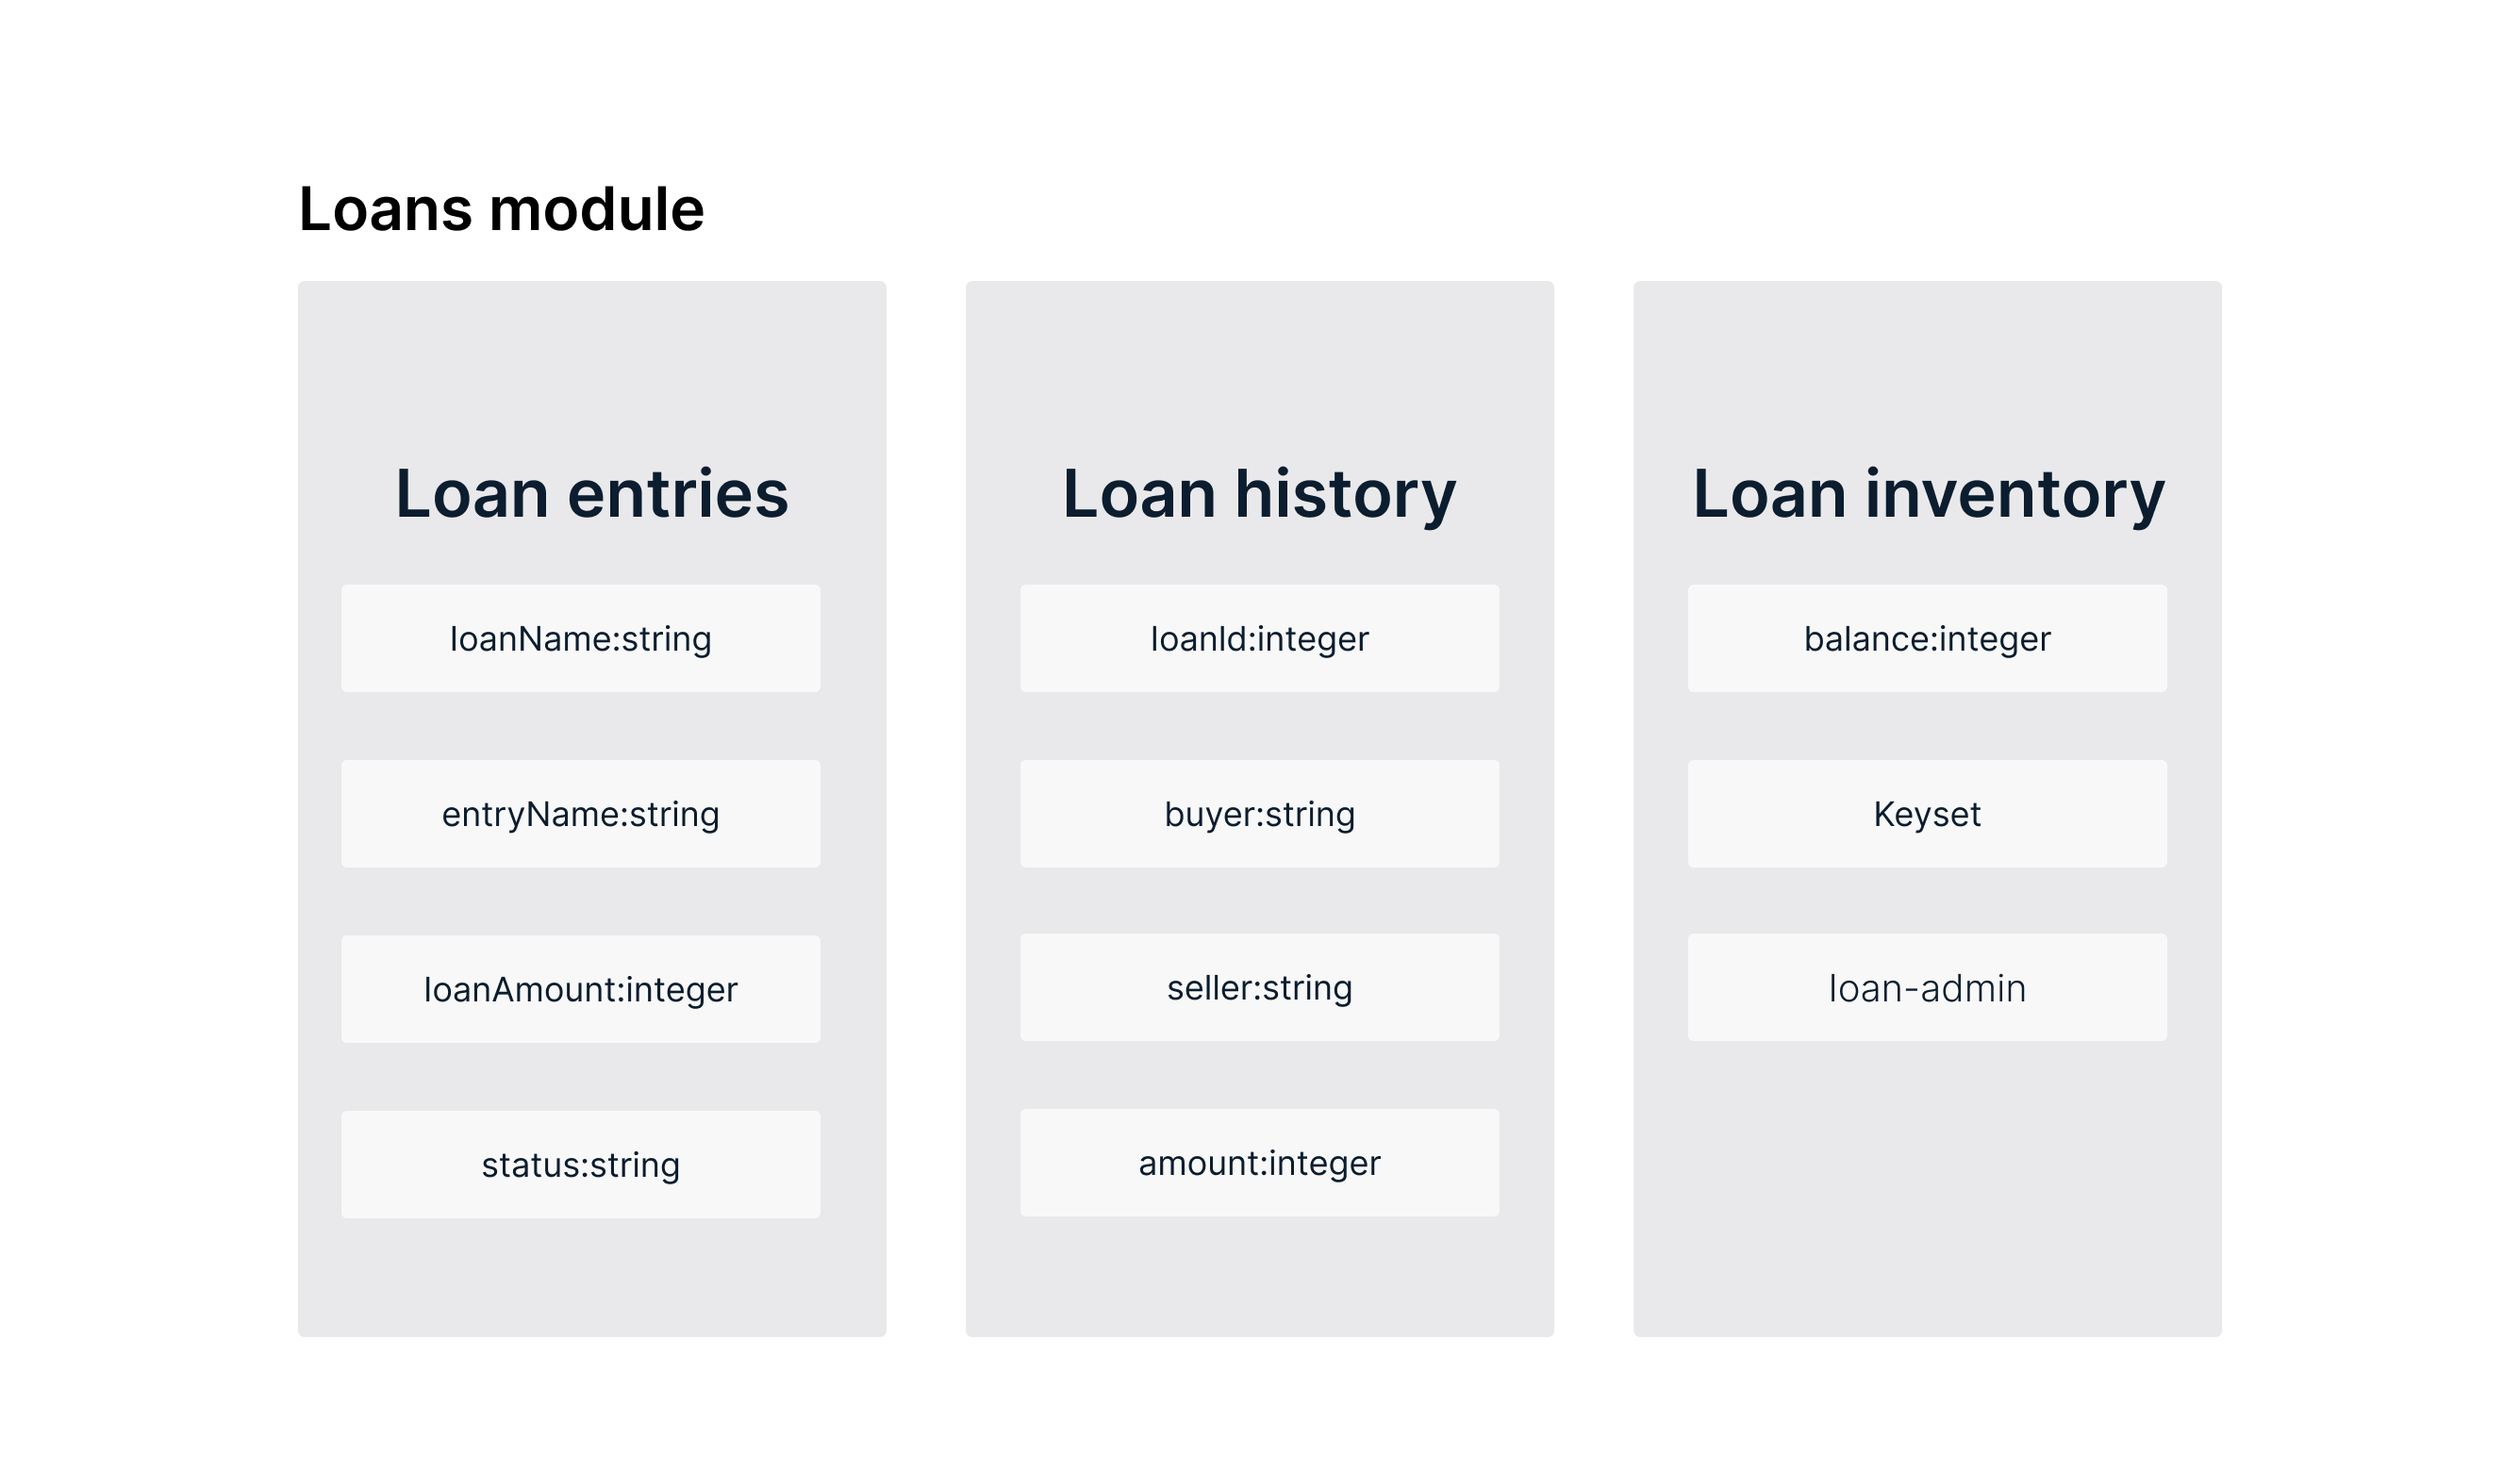 Loans module
Loan entries
loanName:string
entryName:string
loanAmount:integer
status:string
Loan history
loanId:integer
buyer:string
seller:string
amount:integer
Loan inventory
balance:integer
Keyset
loan-admin